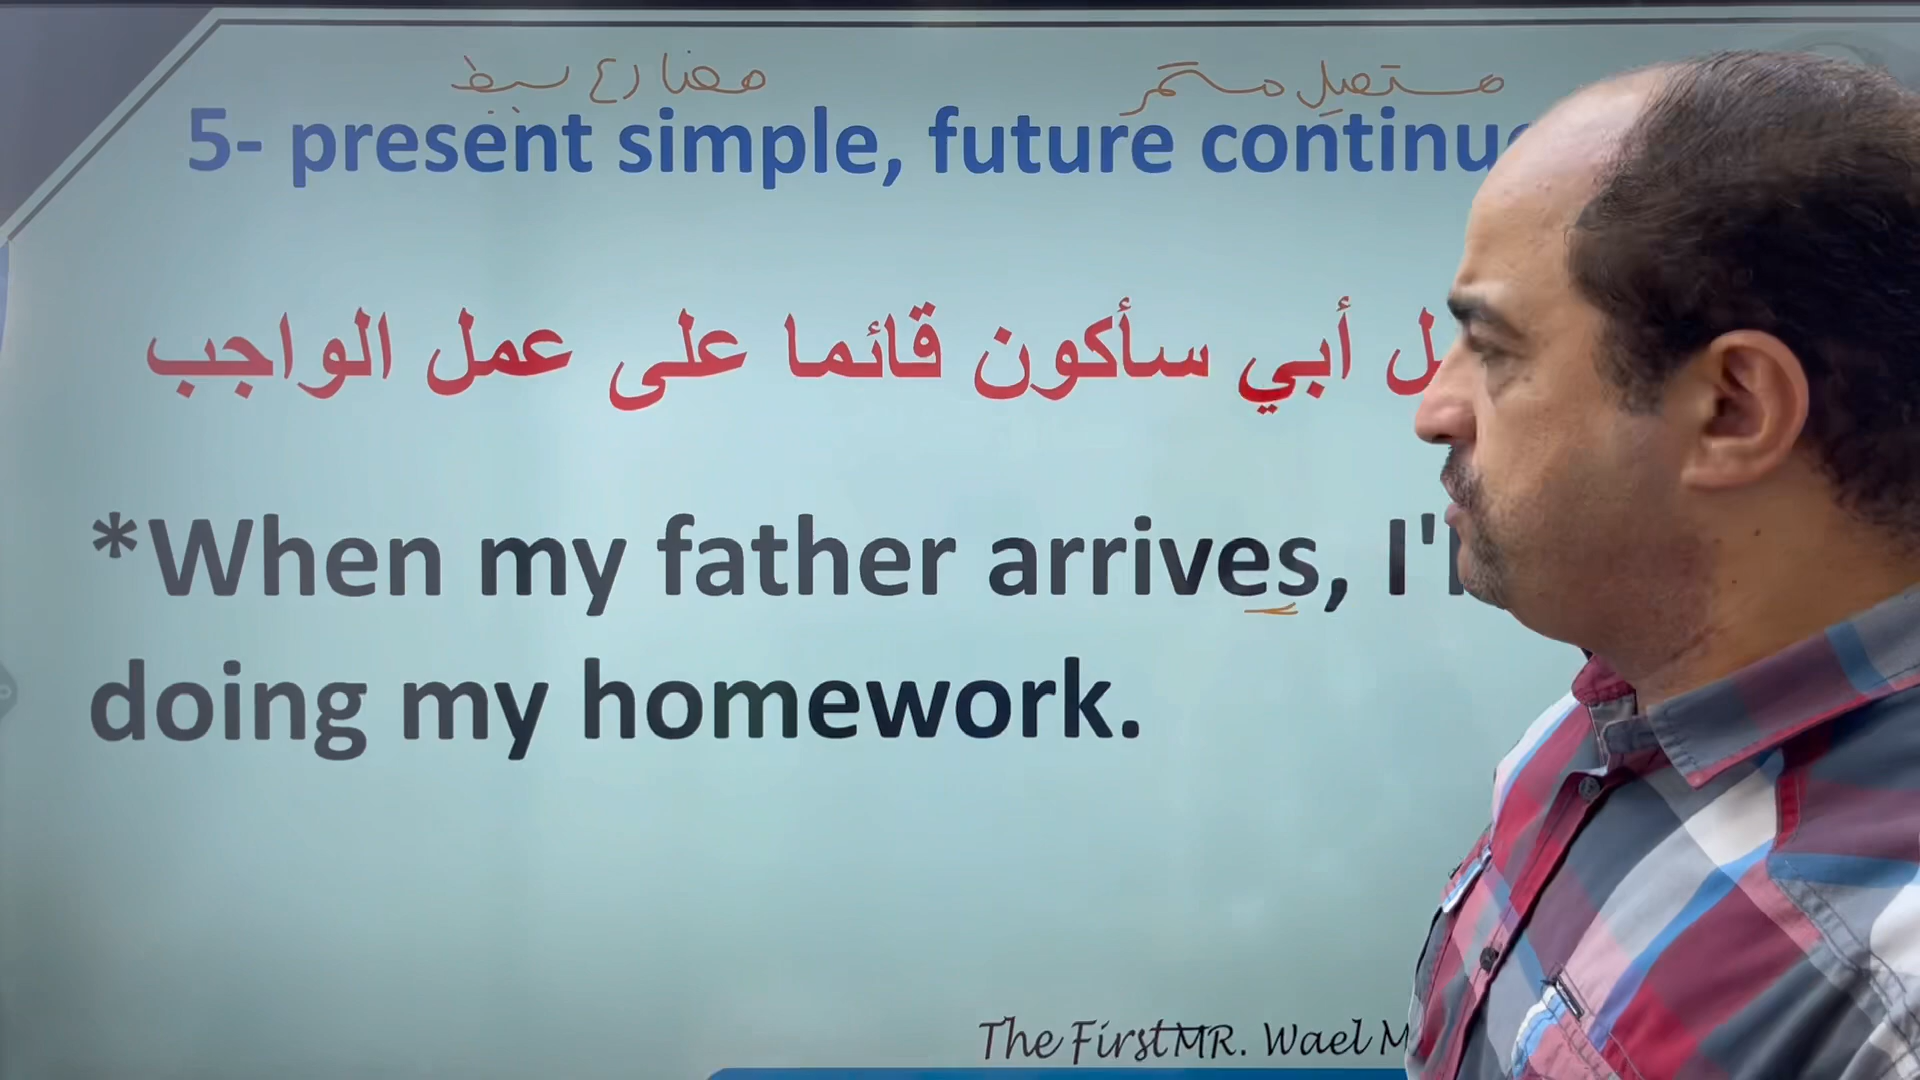 مضارع بسيط مستقبل مستمر
5- present simple, future continu
ل أبي سأكون قائما على عمل الواجب
*When my father arrives, I'l
doing my homework.
The First MR. Wael M